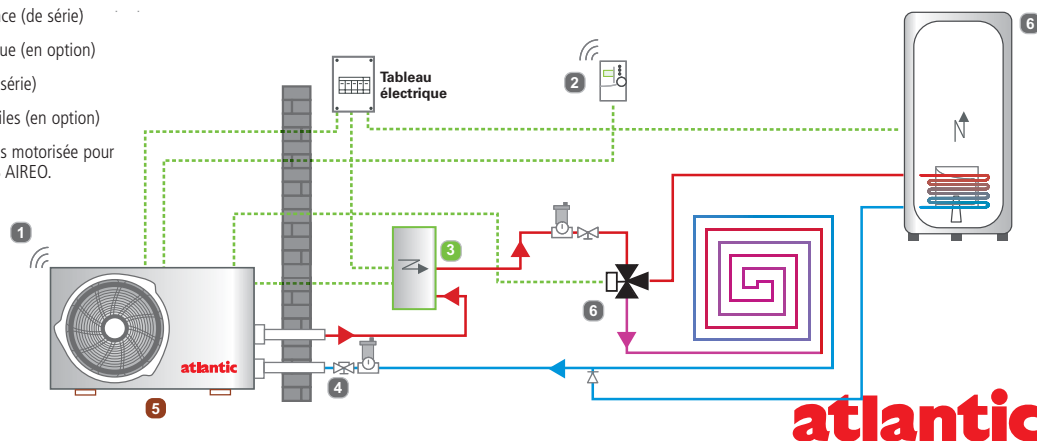 ce (de série)
ue (en option)
série)
iles (en option)
s motorisée pour
AIREO.
Tableau
électrique
1
2
3
4
5
6
6
atlantic
atlantic